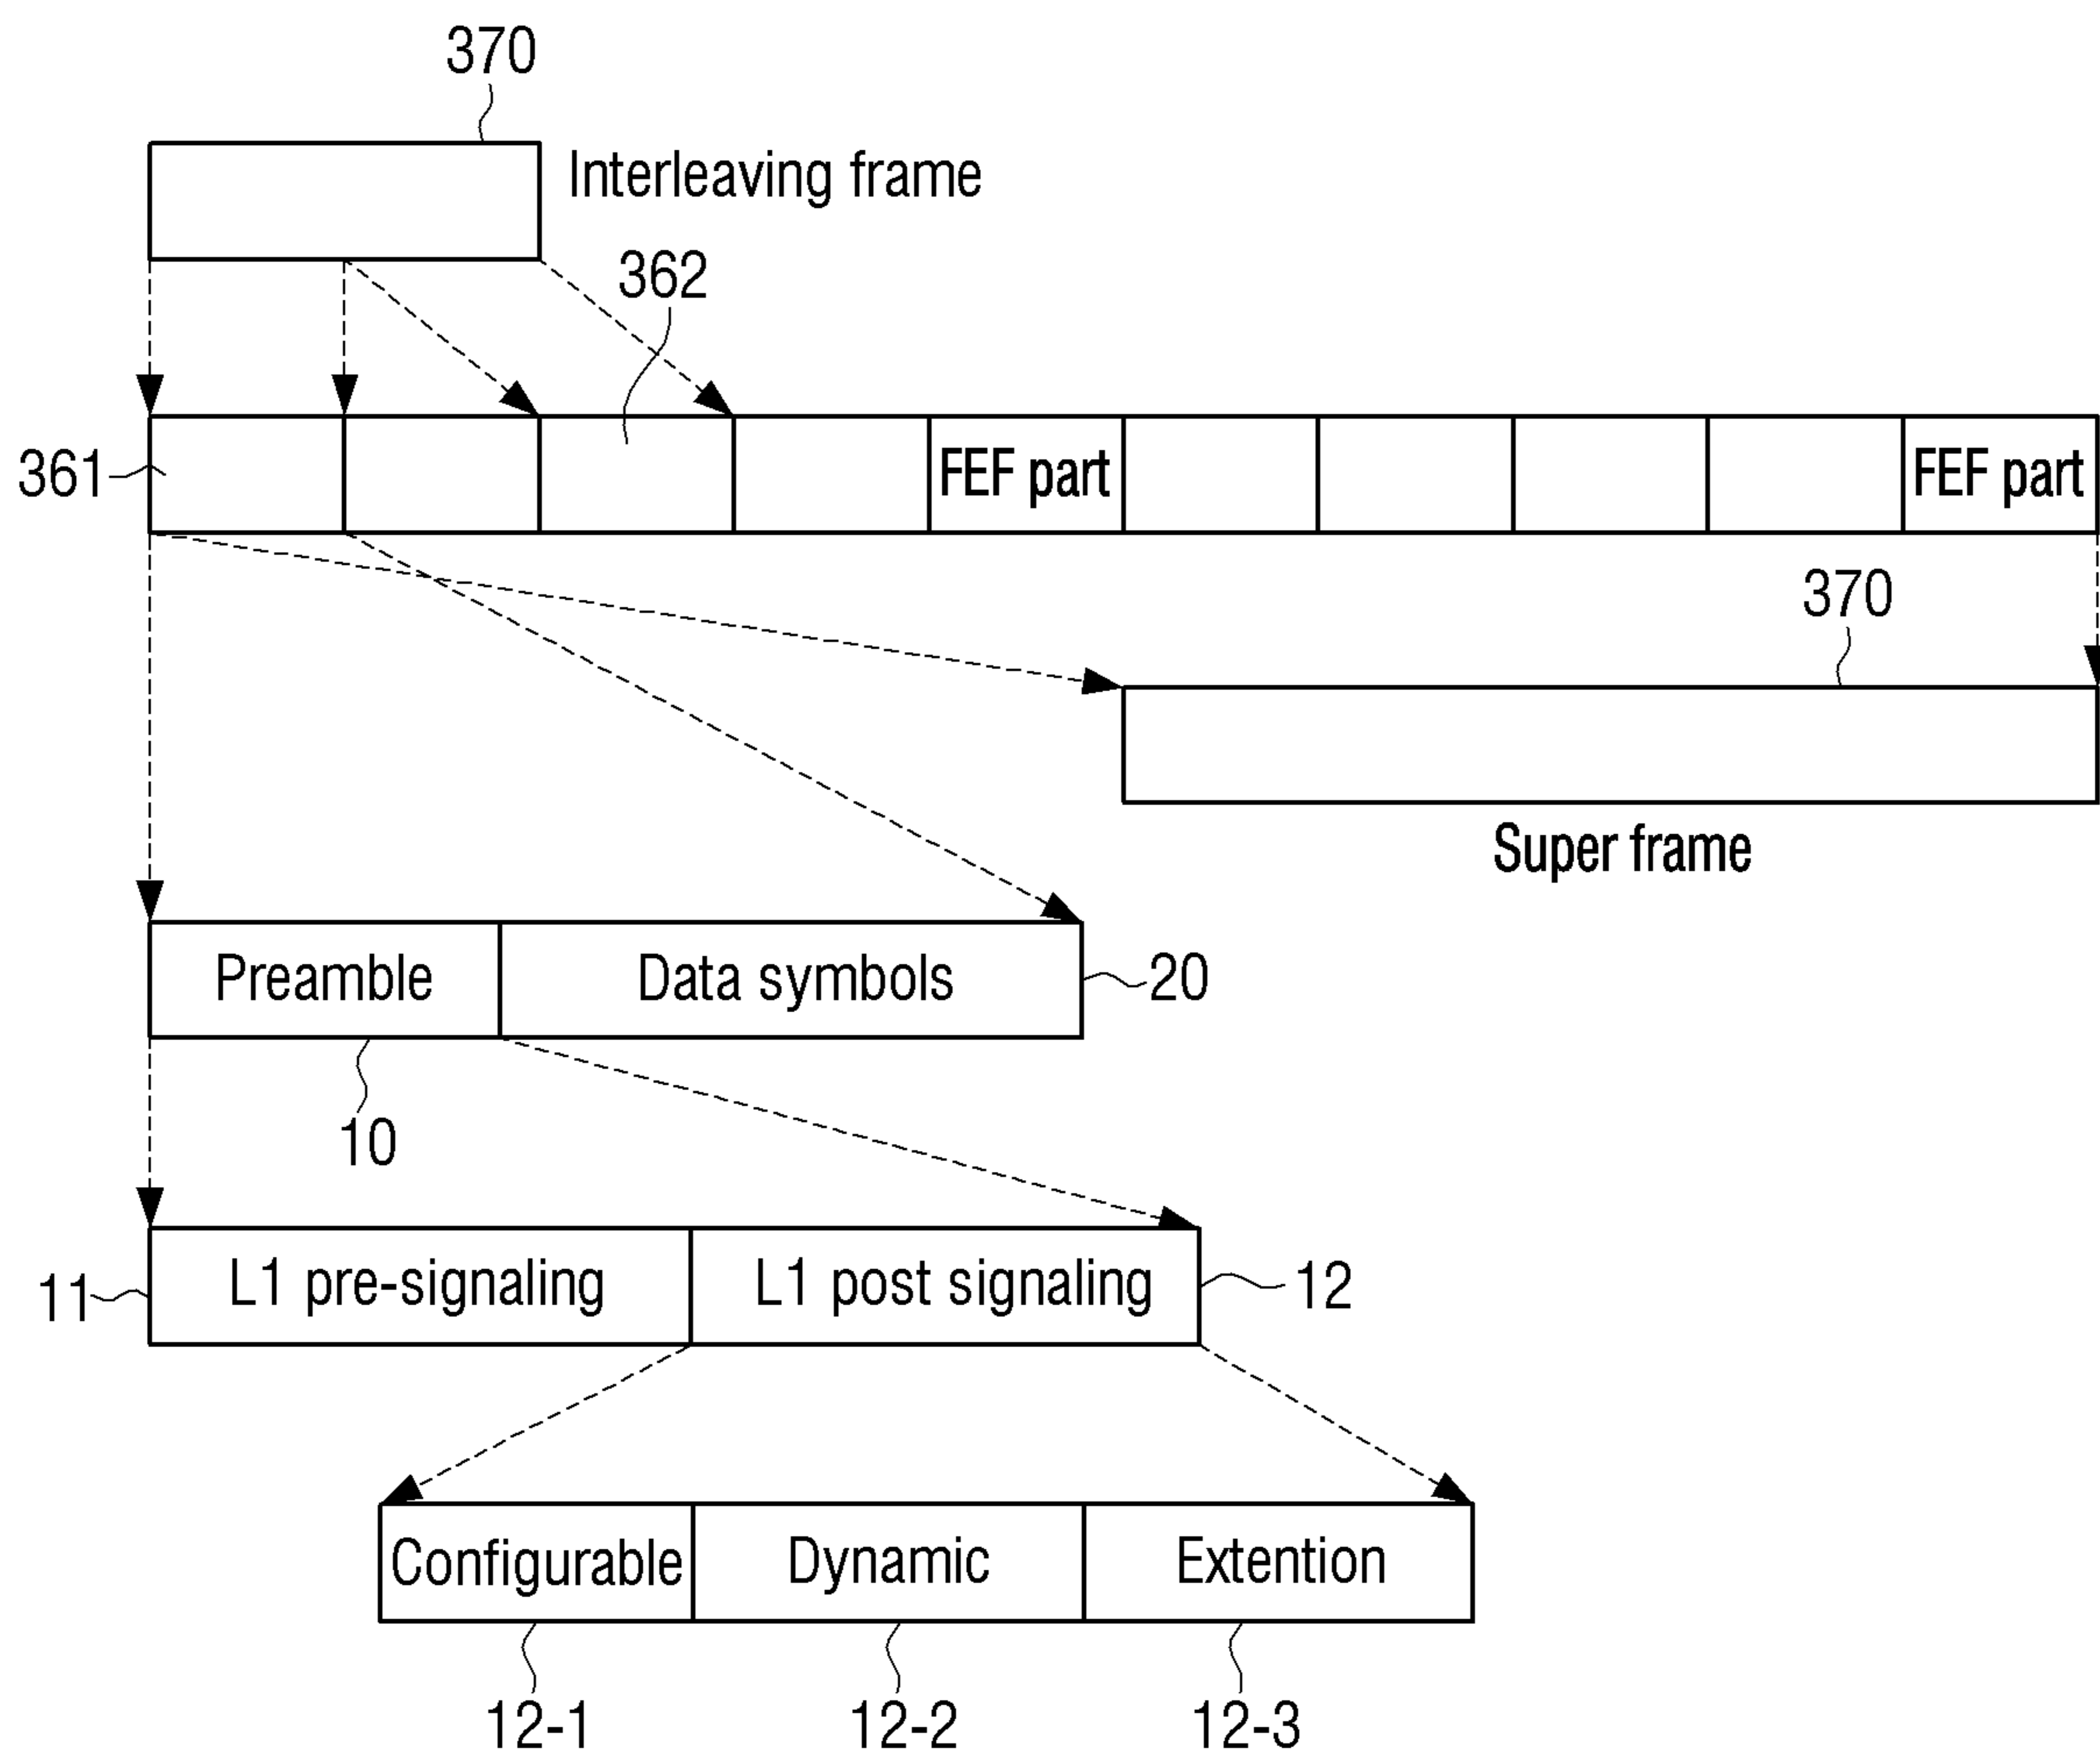 370
Interleaving frame
362
361
FEF part
FEF part
370
Super frame
Preamble
Data symbols
20
10
11
L1 pre-signaling
L1 post signaling
12
Configurable
Dynamic
Extention
12-1
12-2
12-3